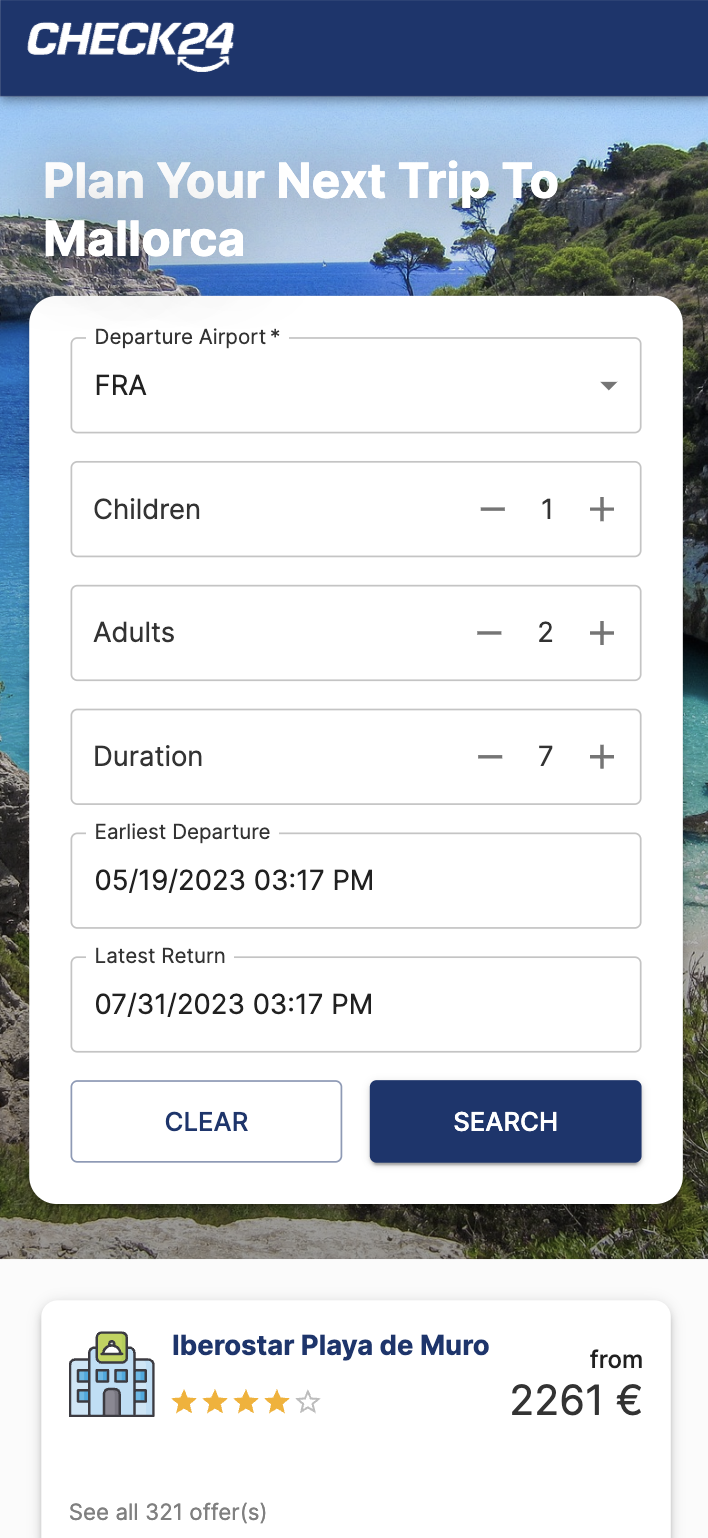 CHECK24
Plan Your Next Trip To
Mallorca
Departure Airport *
FRA
Children
1
Adults
2
Duration
7
Earliest Departure
05/19/2023 03:17 PM
Latest Return
07/31/2023 03:17 PM
CLEAR
SEARCH
Iberostar Playa de Muro
from
2261 €
See all 321 offer(s)